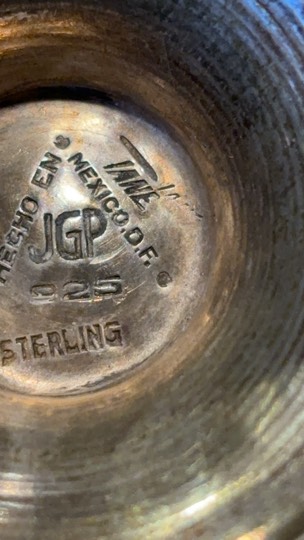 HECHO EN
MEXICO.D.F.
TANE
JGP
925
STERLING